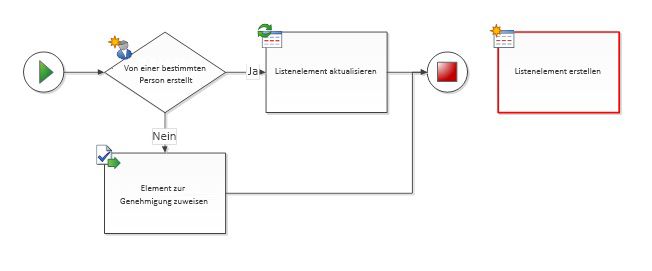 Von einer bestimmten
Person erstellt
Ja
Listenelement aktualisieren
Listenelement erstellen
Nein
Element zur
Genehmigung zuweisen